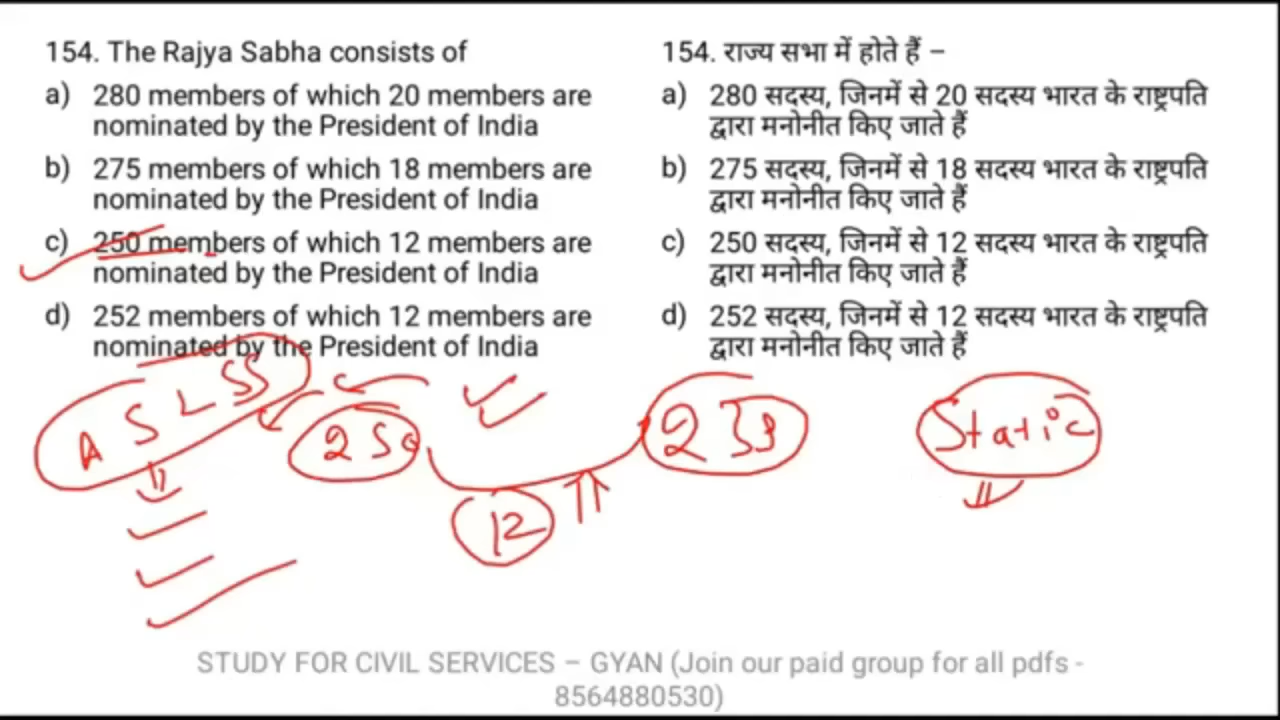 154. The Rajya Sabha consists of
a) 280 members of which 20 members are
nominated by the President of India
b) 275 members of which 18 members are
nominated by the President of India
c) 250 members of which 12 members are
nominated by the President of India
d) 252 members of which 12 members are
nominated by the President of India
154. राज्य सभा में होते हैं –
a) 280 सदस्य, जिनमें से 20 सदस्य भारत के राष्ट्रपति
द्वारा मनोनीत किए जाते हैं
b) 275 सदस्य, जिनमें से 18 सदस्य भारत के राष्ट्रपति
द्वारा मनोनीत किए जाते हैं
c) 250 सदस्य, जिनमें से 12 सदस्य भारत के राष्ट्रपति
द्वारा मनोनीत किए जाते हैं
d) 252 सदस्य, जिनमें से 12 सदस्य भारत के राष्ट्रपति
द्वारा मनोनीत किए जाते हैं
A S L SS
250
12
Static
STUDY FOR CIVIL SERVICES – GYAN (Join our paid group for all pdfs -
8564880530)